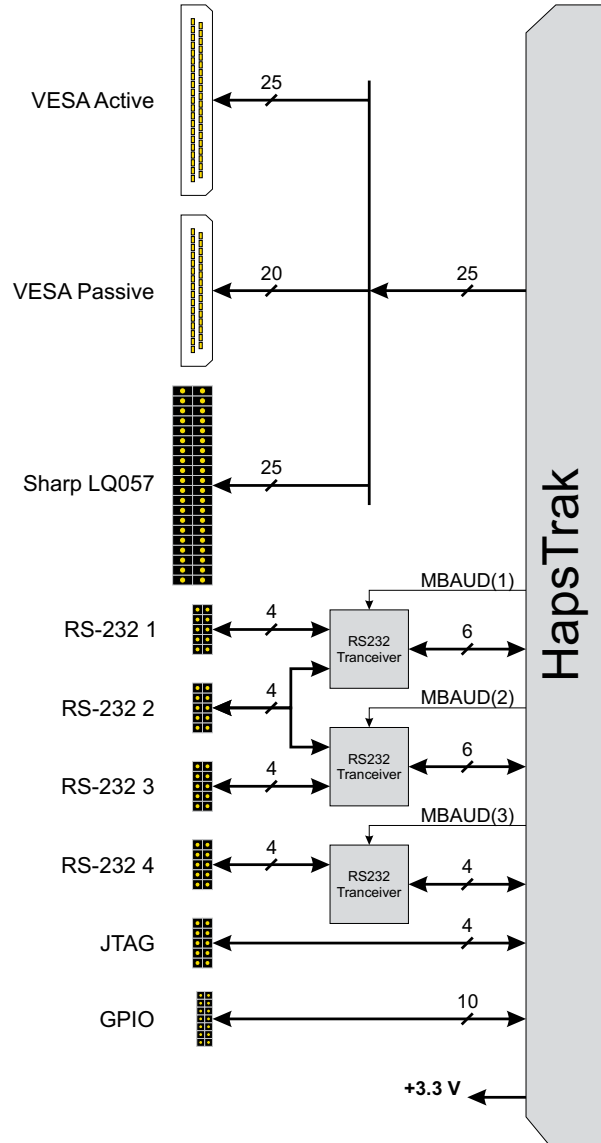 VESA Active
25
VESA Passive
20
25
Sharp LQ057
25
HapsTrak
MBAUD(1)
RS-232 1
4
RS232
Tranceiver
6
RS-232 2
4
MBAUD(2)
RS232
Tranceiver
6
RS-232 3
4
MBAUD(3)
RS-232 4
4
RS232
Tranceiver
4
JTAG
4
GPIO
10
+3.3 V